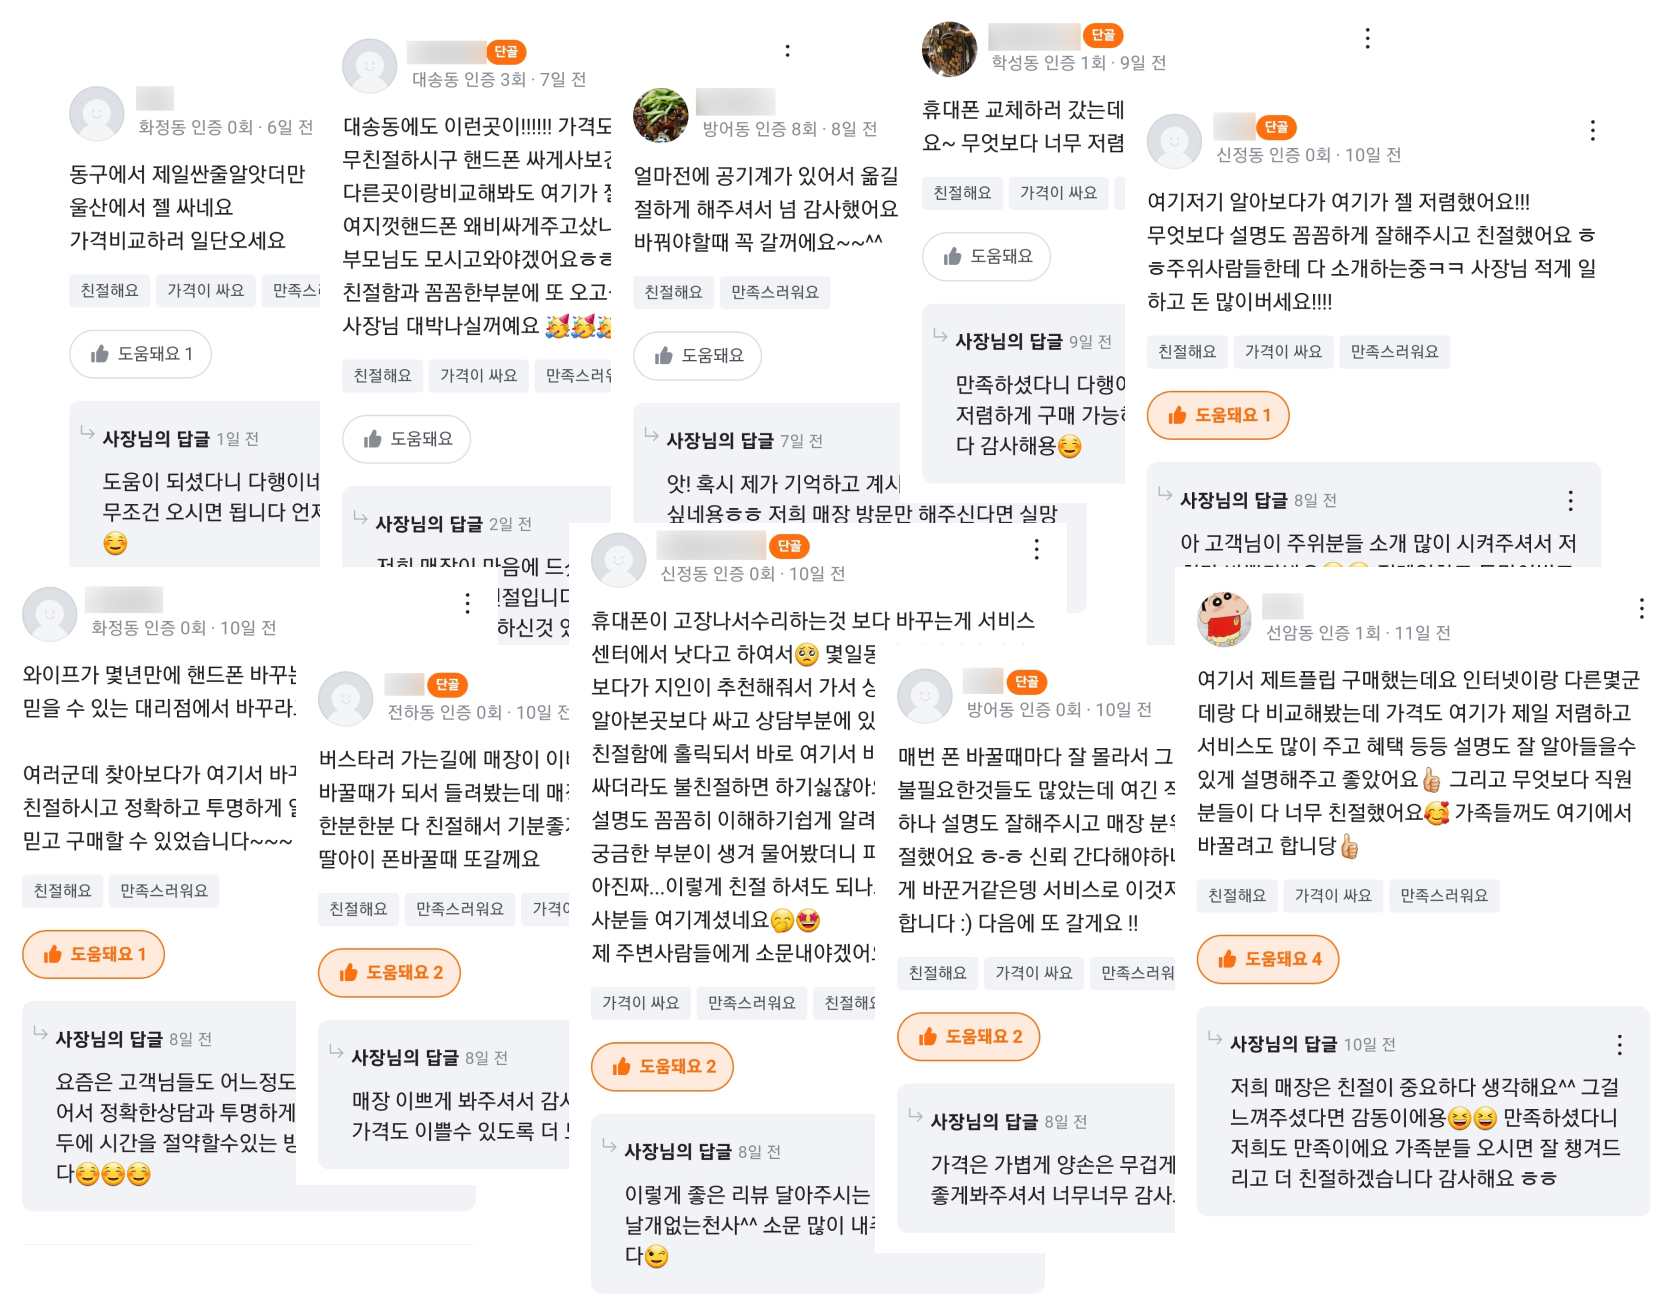 화정동 인증 0회 · 6일 전
동구에서 제일싼줄알앗더만
울산에서 젤 싸네요
가격비교하러 일단오세요
친절해요 가격이 싸요 만족스
도움돼요 1
사장님의 답글 1일 전
도움이 되셨다니 다행이네
무조건 오시면 됩니다 언제
단골
대송동 인증 3회 · 7일 전
대송동에도 이런곳이!!!!!! 가격도
무친절하시구 핸드폰 싸게사보긴
다른곳이랑비교해봐도 여기가 젤
여지껏핸드폰 왜비싸게주고샀니
부모님도 모시고와야겠어요ㅎㅎ
친절함과 꼼꼼한부분에 또 오고
사장님 대박나실꺼예요 🥳🥳🥳
친절해요 가격이 싸요 만족스러워
도움돼요
사장님의 답글 2일 전
저희 매장이 마음에 드
친절입니다
하신것 있
방어동 인증 8회 · 8일 전
얼마전에 공기계가 있어서 옮길
절하게 해주셔서 넘 감사했어요
바꿔야할때 꼭 갈꺼에요~~^^
친절해요 만족스러워요
도움돼요
사장님의 답글 7일 전
앗! 혹시 제가 기억하고 계시
싶네용ㅎㅎ 저희 매장 방문만 해주신다면 실망
단골
학성동 인증 1회 · 9일 전
휴대폰 교체하러 갔는데
요~ 무엇보다 너무 저렴
친절해요 가격이 싸요
도움돼요
사장님의 답글 9일 전
만족하셨다니 다행이
저렴하게 구매 가능하
다 감사해용☺️
단골
신정동 인증 0회 · 10일 전
여기저기 알아보다가 여기가 젤 저렴했어요!!!
무엇보다 설명도 꼼꼼하게 잘해주시고 친절했어요 ㅎ
ㅎ주위사람들한테 다 소개하는중ㅋㅋ 사장님 적게 일
하고 돈 많이버세요!!!!
친절해요 가격이 싸요 만족스러워요
도움돼요 1
사장님의 답글 8일 전
아 고객님이 주위분들 소개 많이 시켜주셔서 저
화정동 인증 0회 · 10일 전
와이프가 몇년만에 핸드폰 바꾸는
믿을 수 있는 대리점에서 바꾸라
여러군데 찾아보다가 여기서 바꾸
친절하시고 정확하고 투명하게 알
믿고 구매할 수 있었습니다~~~
친절해요 만족스러워요
도움돼요 1
사장님의 답글 8일 전
요즘은 고객님들도 어느정도
어서 정확한상담과 투명하게
두에 시간을 절약할수있는 방
다☺️☺️☺️
단골
전하동 인증 0회 · 10일 전
버스타러 가는길에 매장이 이
바꿀때가 되서 들려봤는데 매
한분한분 다 친절해서 기분좋
딸아이 폰바꿀때 또갈께요
친절해요 만족스러워요 가격
도움돼요 2
사장님의 답글 8일 전
매장 이쁘게 봐주셔서 감사
가격도 이쁠수 있도록 더
단골
신정동 인증 0회 · 10일 전
휴대폰이 고장나서수리하는것 보다 바꾸는게 서비스
센터에서 낫다고 하여서🥺 몇일동
보다가 지인이 추천해줘서 가서 상
알아본곳보다 싸고 상담부분에 있
친절함에 홀릭되서 바로 여기서 바
싸더라도 불친절하면 하기싫잖아요
설명도 꼼꼼히 이해하기쉽게 알려
궁금한 부분이 생겨 물어봤더니 피
아진짜...이렇게 친절 하셔도 되나
사분들 여기계셨네요🤭🤩
제 주변사람들에게 소문내야겠어요
가격이 싸요 만족스러워요 친절해
도움돼요 2
사장님의 답글 8일 전
이렇게 좋은 리뷰 달아주시는
날개없는천사^^ 소문 많이 내주
다😉
단골
방어동 인증 0회 · 10일 전
매번 폰 바꿀때마다 잘 몰라서 그
불필요한것들도 많았는데 여긴 직
하나 설명도 잘해주시고 매장 분위
절했어요 ㅎ-ㅎ 신뢰 간다해야하나
게 바꾼거같은뎅 서비스로 이것저
합니다 :) 다음에 또 갈게요 !!
친절해요 가격이 싸요 만족스러워
도움돼요 2
사장님의 답글 8일 전
가격은 가볍게 양손은 무겁게
좋게봐주셔서 너무너무 감사
선암동 인증 1회 · 11일 전
여기서 제트플립 구매했는데요 인터넷이랑 다른몇군
데랑 다 비교해봤는데 가격도 여기가 제일 저렴하고
서비스도 많이 주고 혜택 등등 설명도 잘 알아들을수
있게 설명해주고 좋았어요👍🏻 그리고 무엇보다 직원
분들이 다 너무 친절했어요🥰 가족들꺼도 여기에서
바꿀려고 합니당👍🏻
친절해요 가격이 싸요 만족스러워요
도움돼요 4
사장님의 답글 10일 전
저희 매장은 친절이 중요하다 생각해요^^ 그걸
느껴주셨다면 감동이에용😆😆 만족하셨다니
저희도 만족이에요 가족분들 오시면 잘 챙겨드
리고 더 친절하겠습니다 감사해요 ㅎㅎ